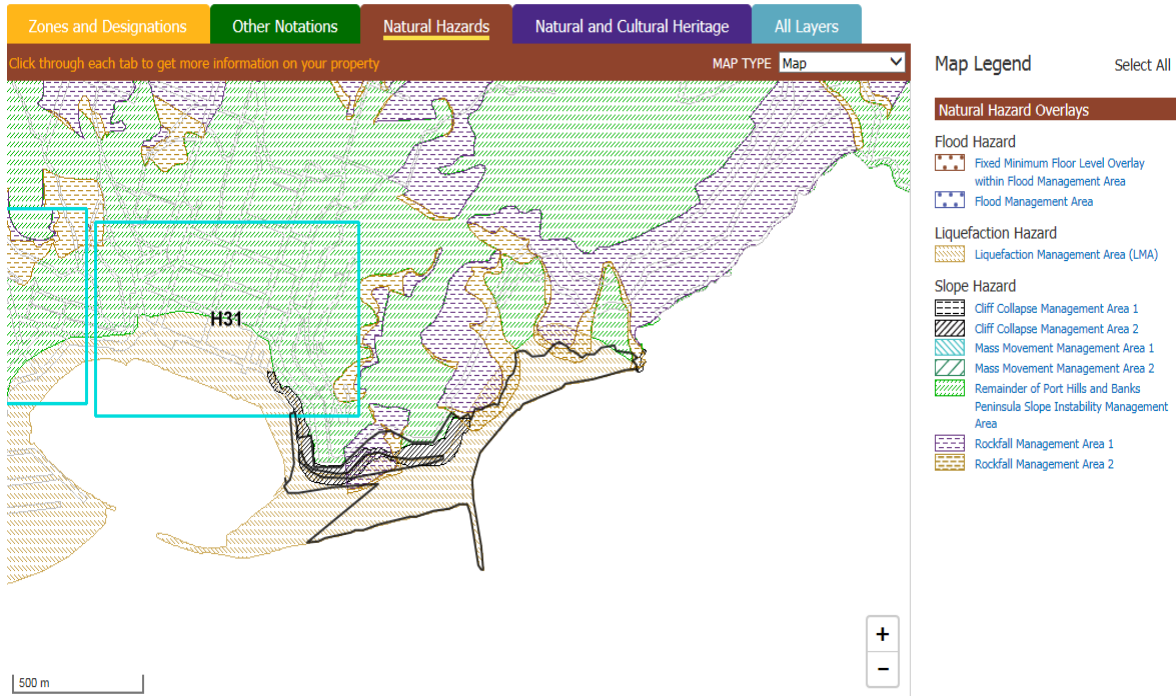 Zones and Designations
Other Notations
Natural Hazards
Natural and Cultural Heritage
All Layers
Click through each tab to get more information on your property
MAP TYPE Map
H31
500 m
+
−
Map Legend
Select All
Natural Hazard Overlays
Flood Hazard
Fixed Minimum Floor Level Overlay
within Flood Management Area
Flood Management Area
Liquefaction Hazard
Liquefaction Management Area (LMA)
Slope Hazard
Cliff Collapse Management Area 1
Cliff Collapse Management Area 2
Mass Movement Management Area 1
Mass Movement Management Area 2
Remainder of Port Hills and Banks
Peninsula Slope Instability Management
Area
Rockfall Management Area 1
Rockfall Management Area 2